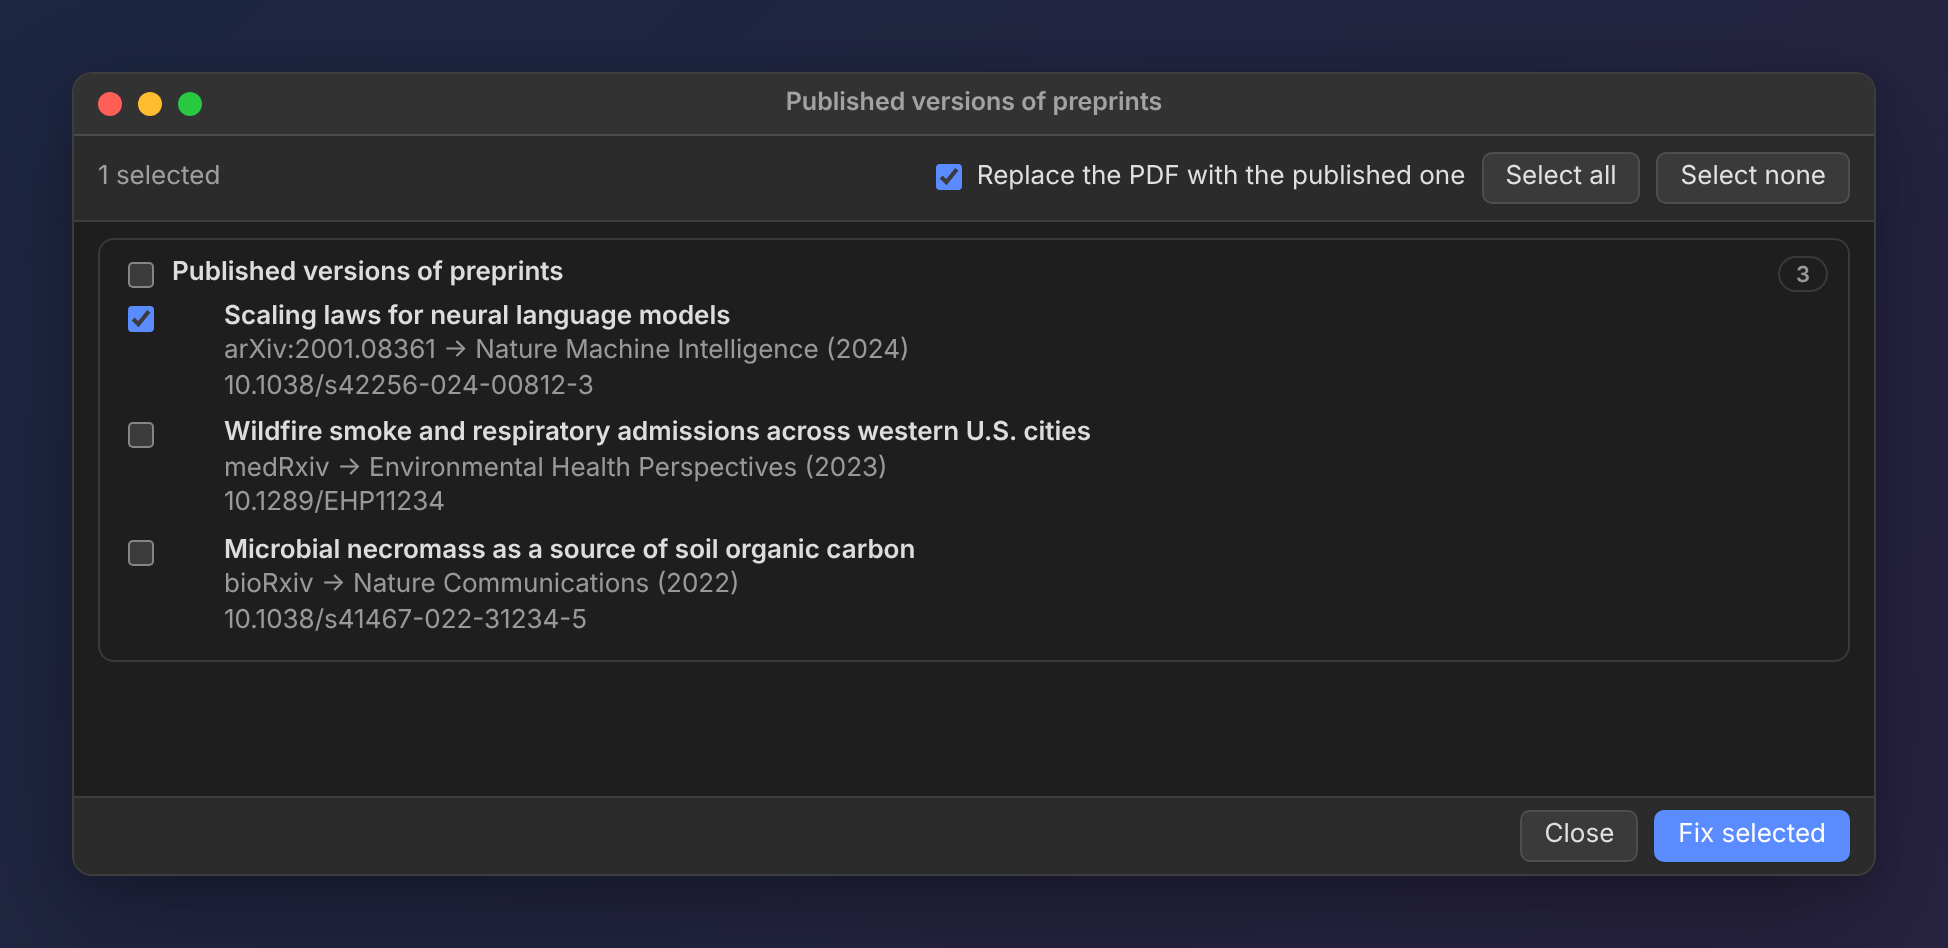 Published versions of preprints
1 selected
Replace the PDF with the published one
Select all
Select none
Published versions of preprints
3
Scaling laws for neural language models
arXiv:2001.08361 → Nature Machine Intelligence (2024)
10.1038/s42256-024-00812-3
Wildfire smoke and respiratory admissions across western U.S. cities
medRxiv → Environmental Health Perspectives (2023)
10.1289/EHP11234
Microbial necromass as a source of soil organic carbon
bioRxiv → Nature Communications (2022)
10.1038/s41467-022-31234-5
Close
Fix selected